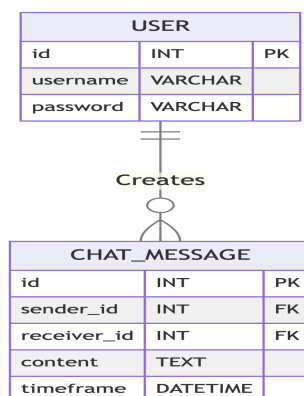 USER
id INT PK
username VARCHAR
password VARCHAR
Creates
CHAT_MESSAGE
id INT PK
sender_id INT FK
receiver_id INT FK
content TEXT
timeframe DATETIME